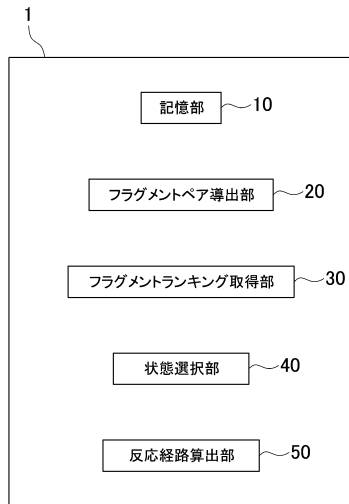 1
記憶部 10
フラグメントペア導出部 20
フラグメントランキング取得部 30
状態選択部 40
反応経路算出部 50